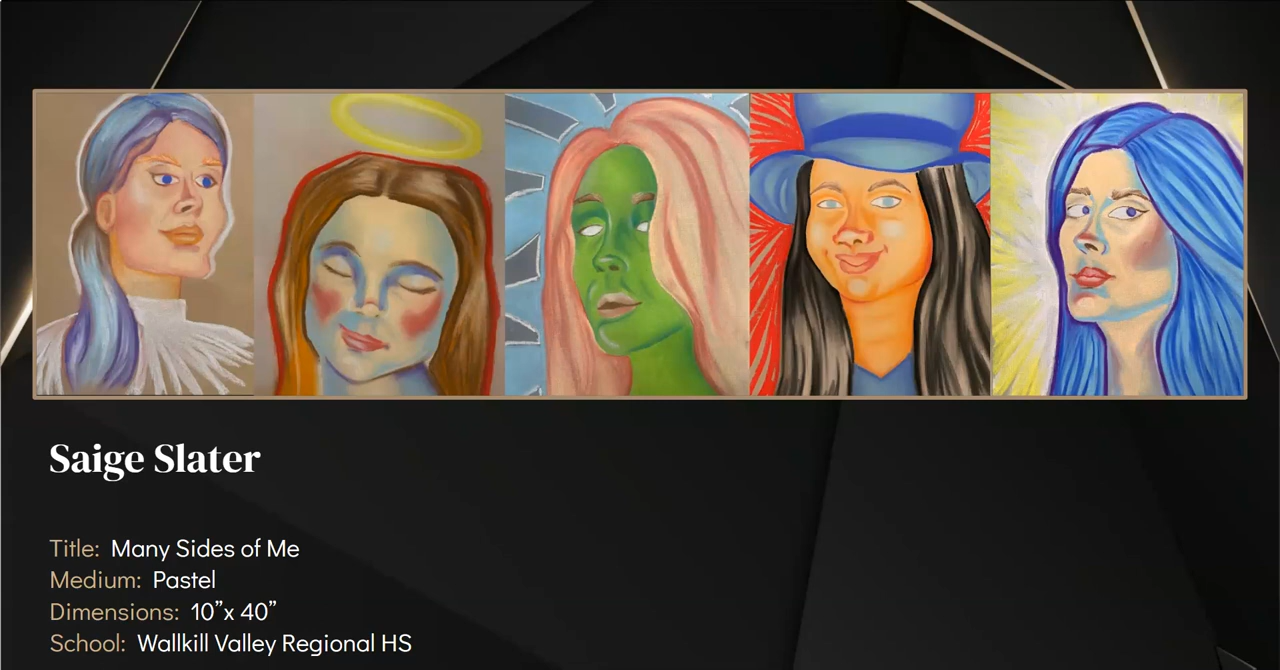 Saige Slater
Title: Many Sides of Me
Medium: Pastel
Dimensions: 10”x 40”
School: Wallkill Valley Regional HS